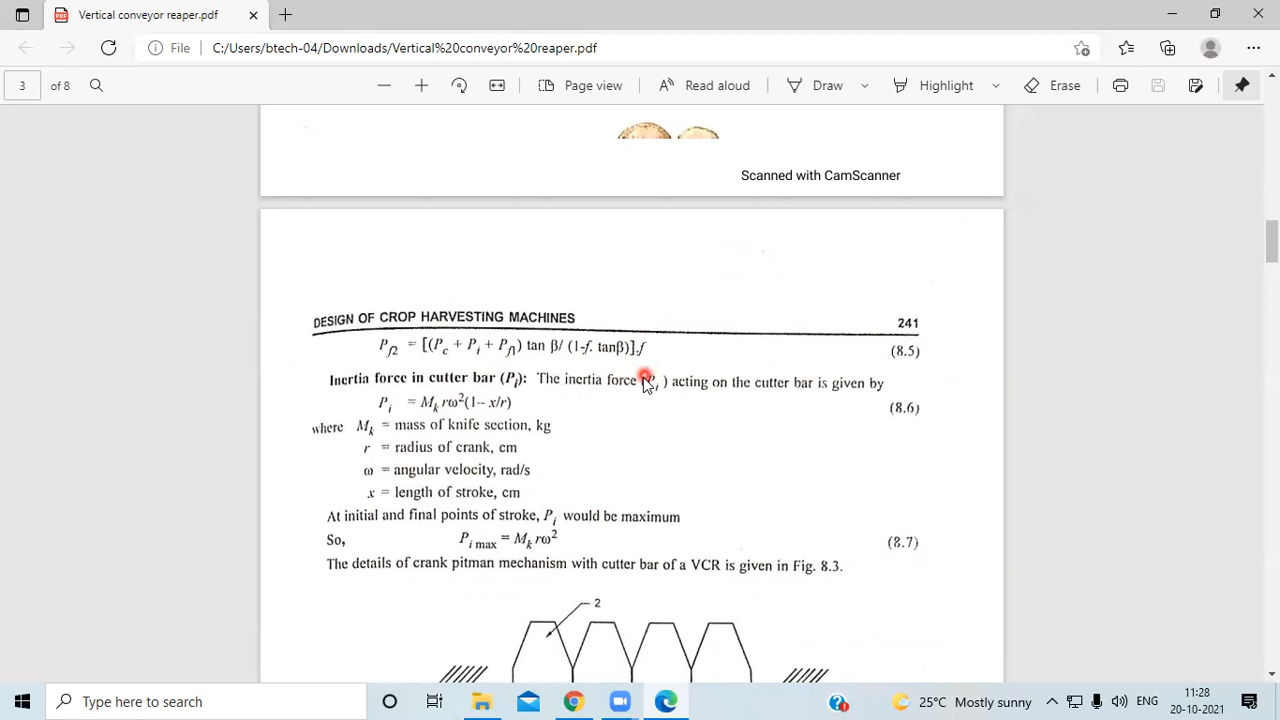 Vertical conveyor reaper.pdf
File C:/Users/btech-04/Downloads/Vertical%20conveyor%20reaper.pdf
3 of 8 Page view Read aloud Draw Highlight Erase
Scanned with CamScanner
DESIGN OF CROP HARVESTING MACHINES 241
P_f2 = [(P_c + P_i + P_f1) tan β/ (1-f. tanβ)].f (8.5)
Inertia force in cutter bar (P_i): The inertia force (P_i) acting on the cutter bar is given by
P_i = M_k rω²(1– x/r) (8.6)
where M_k = mass of knife section, kg
r = radius of crank, cm
ω = angular velocity, rad/s
x = length of stroke, cm
At initial and final points of stroke, P_i would be maximum
So, P_i max = M_k rω² (8.7)
The details of crank pitman mechanism with cutter bar of a VCR is given in Fig. 8.3.
2
Type here to search 25°C Mostly sunny ENG 11:28
20-10-2021